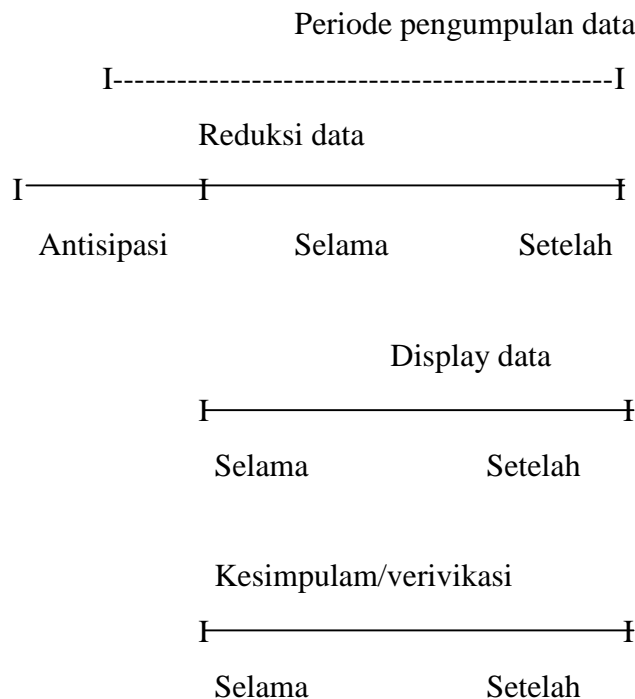 Periode pengumpulan data
I-----------------------------------------------I
Reduksi data
I I I
Antisipasi Selama Setelah
Display data
I I
Selama Setelah
Kesimpulam/verivikasi
I I
Selama Setelah